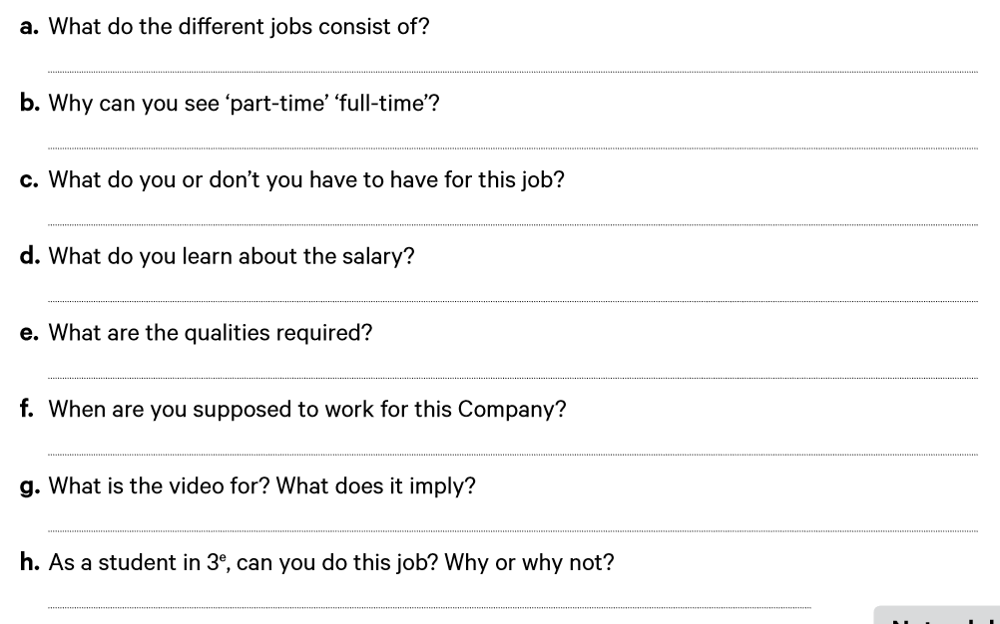 a. What do the different jobs consist of?
b. Why can you see ‘part-time’ ‘full-time’?
c. What do you or don’t you have to have for this job?
d. What do you learn about the salary?
e. What are the qualities required?
f. When are you supposed to work for this Company?
g. What is the video for? What does it imply?
h. As a student in 3ᵉ, can you do this job? Why or why not?